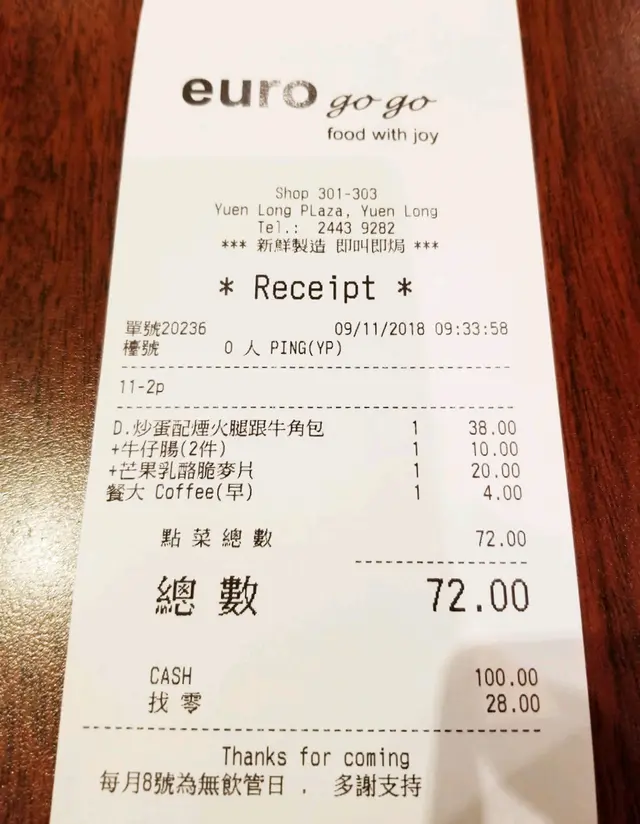 euro go go
food with joy
Shop 301-303
Yuen Long PLaza, Yuen Long
Tel.: 2443 9282
*** 新鮮製造 即叫即焗 ***
* Receipt *
單號20236 09/11/2018 09:33:58
檯號 0 人 PING(YP)
11-2p
D.炒蛋配煙火腿跟牛角包 1 38.00
+牛仔腸(2件) 1 10.00
+芒果乳酪脆麥片 1 20.00
餐大 Coffee(早) 1 4.00
點菜總數 72.00
總數 72.00
CASH 100.00
找零 28.00
Thanks for coming
每月8號為無飲管日 . 多謝支持